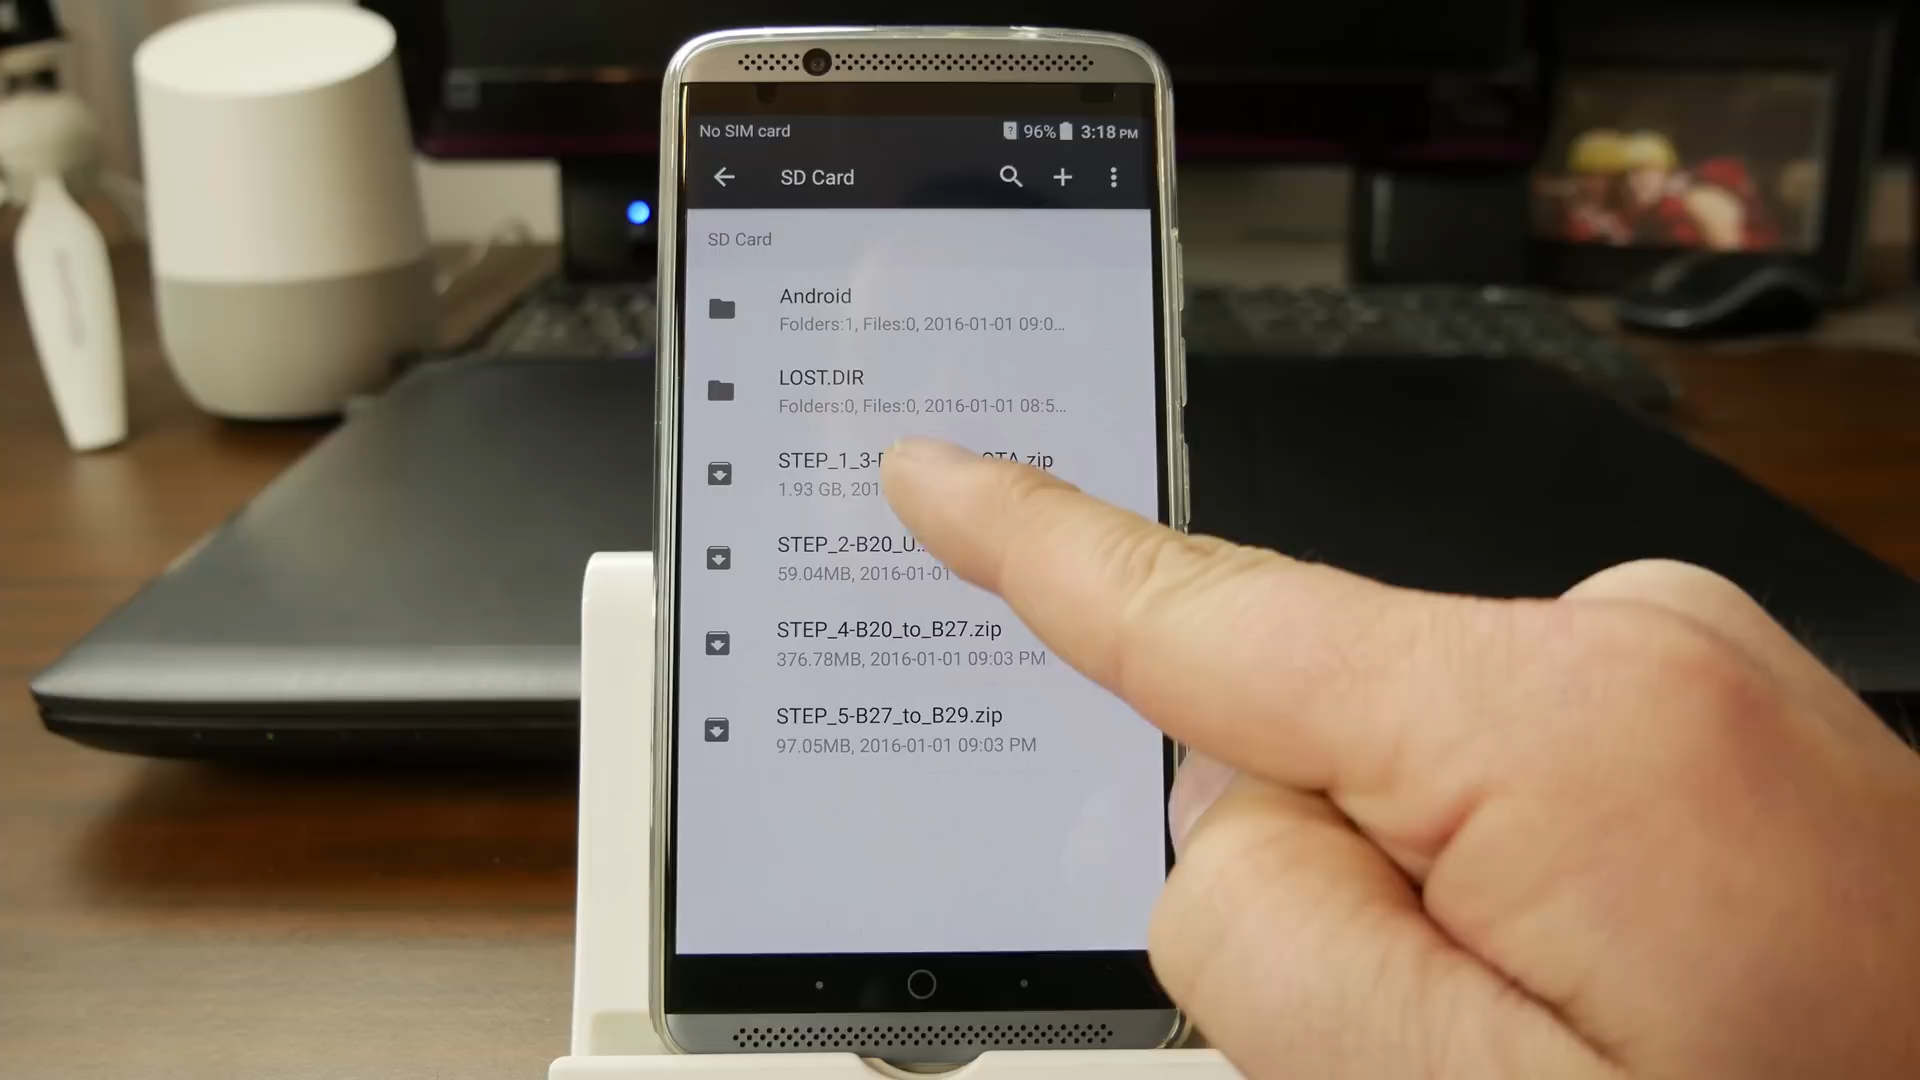 No SIM card 96% 3:18 PM
SD Card
SD Card
Android
Folders:1, Files:0, 2016-01-01 09:0...
LOST.DIR
Folders:0, Files:0, 2016-01-01 08:5...
STEP_1_3- OTA.zip
1.93 GB, 201
STEP_2-B20_U...
59.04MB, 2016-01-01
STEP_4-B20_to_B27.zip
376.78MB, 2016-01-01 09:03 PM
STEP_5-B27_to_B29.zip
97.05MB, 2016-01-01 09:03 PM